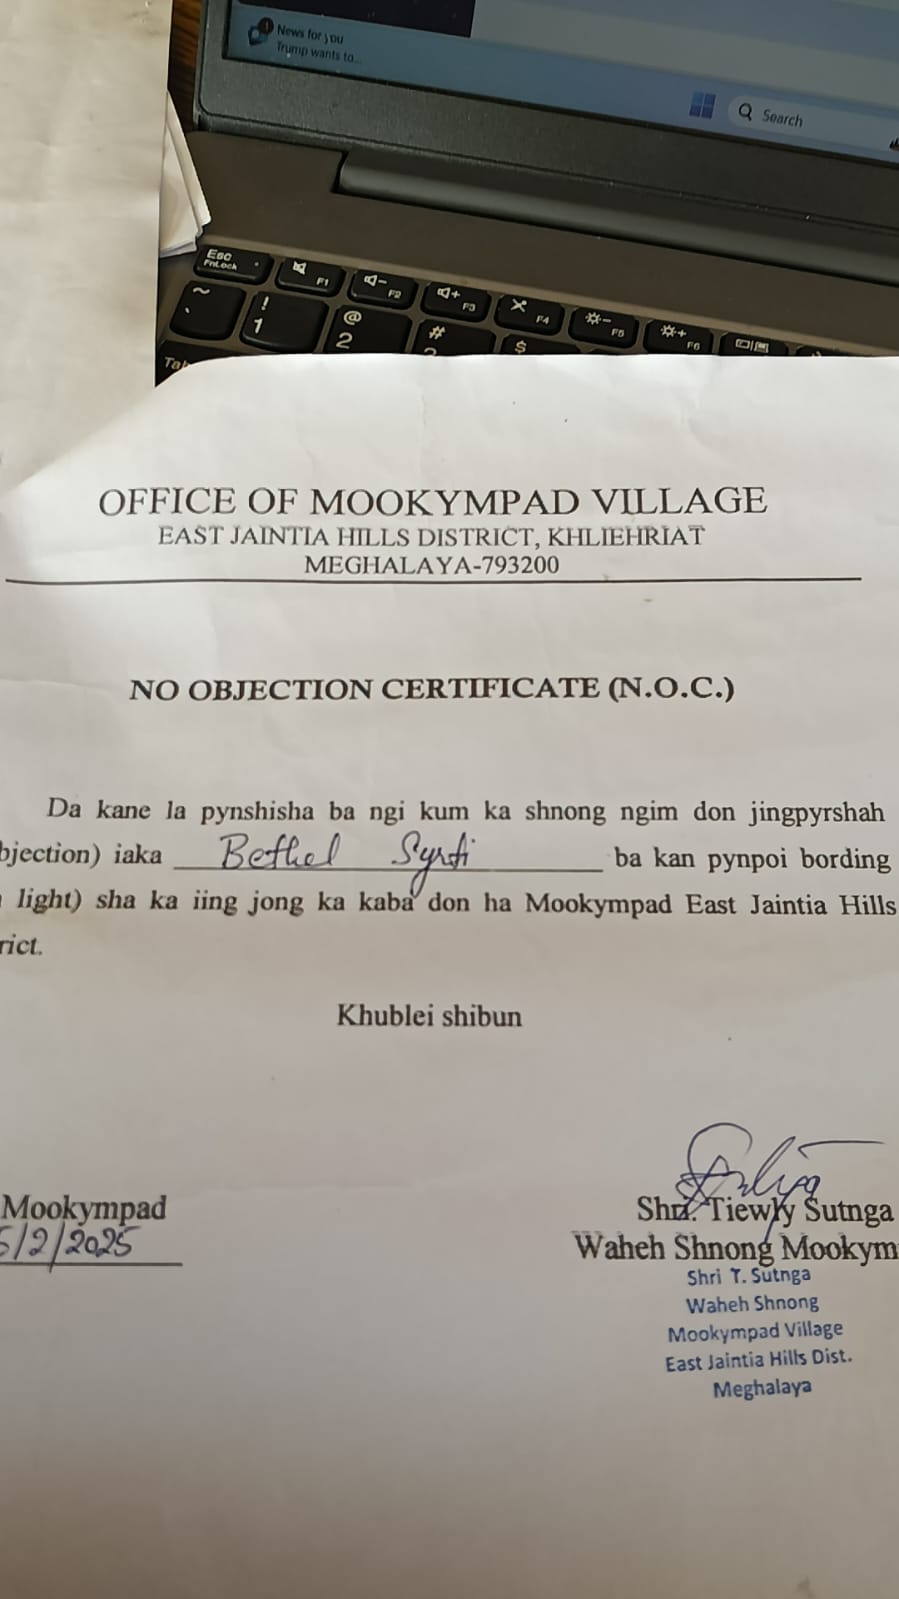 News for you
Trump wants to...
Search
Esc
FnLock
F1
F2
F3
F4
F5
F6
~
`
!
1
@
2
#
$
Tab
OFFICE OF MOOKYMPAD VILLAGE
EAST JAINTIA HILLS DISTRICT, KHLIEHRIAT
MEGHALAYA-793200
NO OBJECTION CERTIFICATE (N.O.C.)
Da kane la pynshisha ba ngi kum ka shnong ngim don jingpyrshah
bjection) iaka Bethel Syrti ba kan pynpoi bording
light) sha ka iing jong ka kaba don ha Mookympad East Jaintia Hills
rict.
Khublei shibun
Mookympad
5/2/2025
Shri. Tiewly Sutnga
Waheh Shnong Mookym
Shri T. Sutnga
Waheh Shnong
Mookympad Village
East Jaintia Hills Dist.
Meghalaya